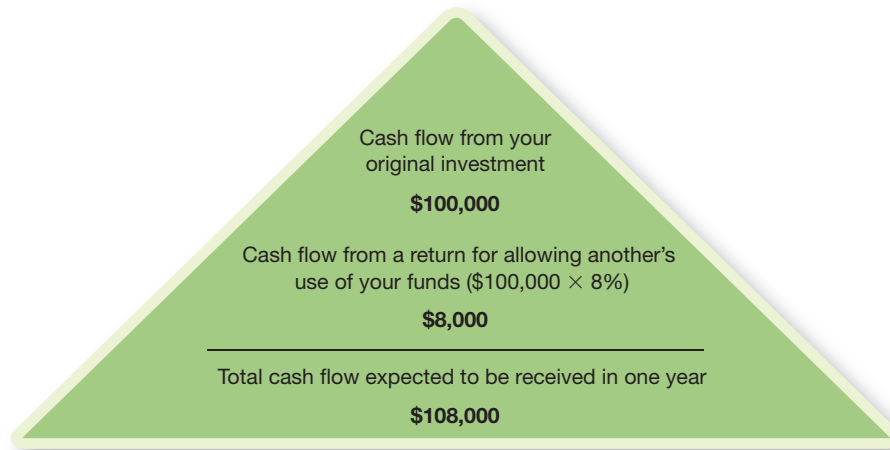 Cash flow from your
original investment
$100,000
Cash flow from a return for allowing another’s
use of your funds ($100,000 × 8%)
$8,000
Total cash flow expected to be received in one year
$108,000